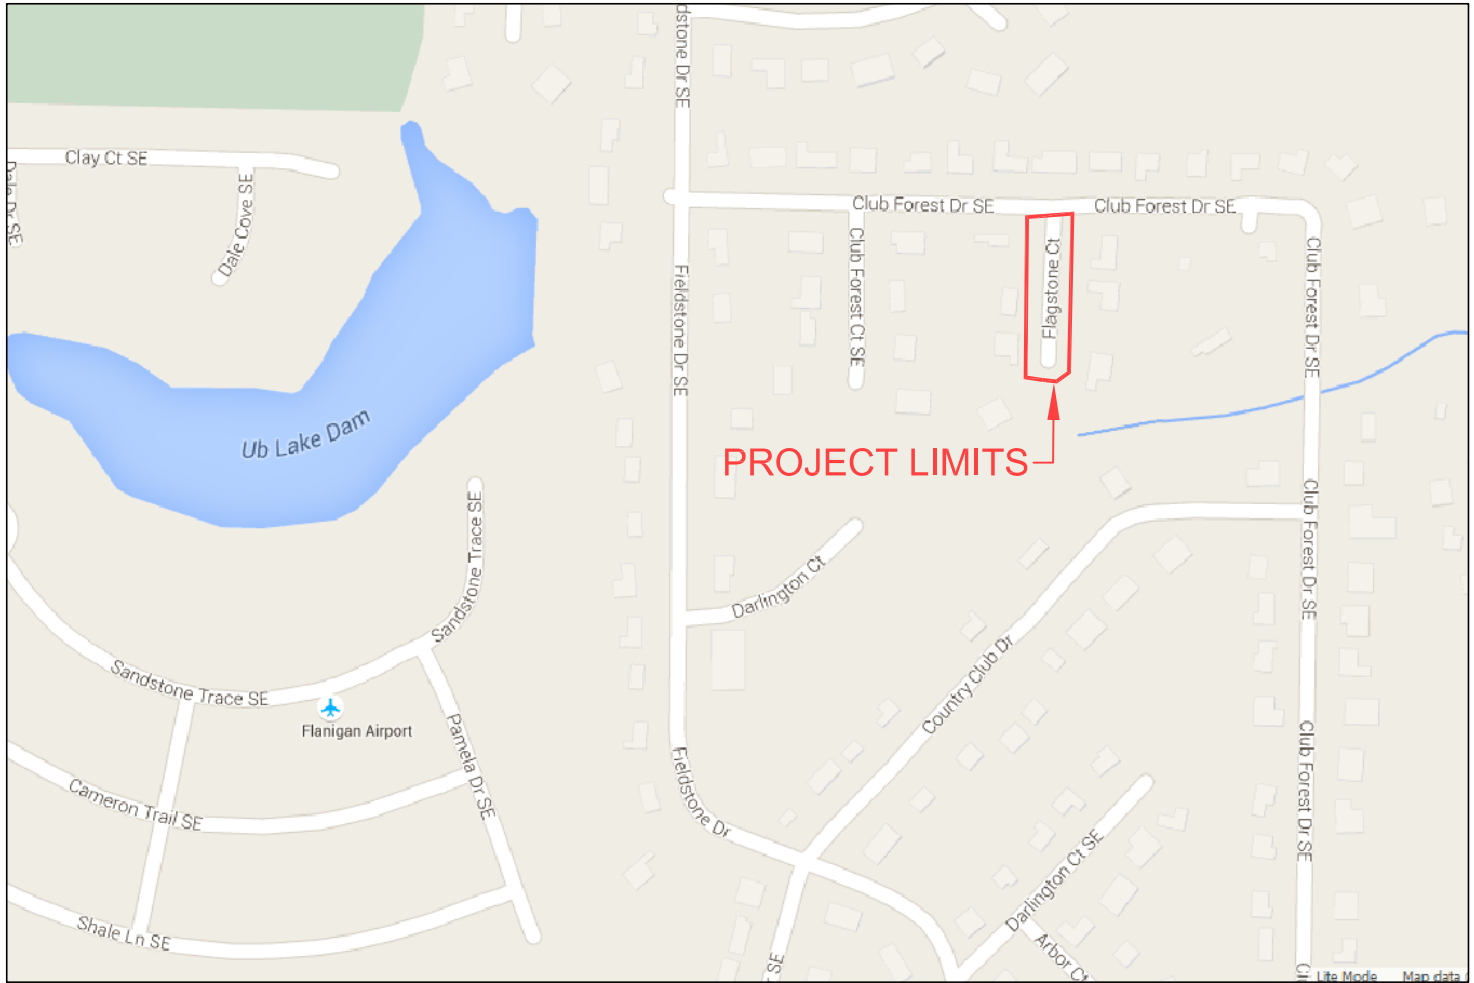 dstone Dr SE
Clay Ct SE
Dale Dr SE
Dale Cove SE
Club Forest Dr SE
Club Forest Dr SE
Club Forest Ct SE
Flagstone Ct
Fieldstone Dr SE
Club Forest Dr SE
Ub Lake Dam
PROJECT LIMITS
Sandstone Trace SE
Club Forest Dr SE
Darlington Ct
Sandstone Trace SE
Flanigan Airport
Country Club Dr
Pamela Dr SE
Club Forest Dr SE
Cameron Trail SE
Fieldstone Dr
Darlington Ct SE
Shale Ln SE
Arbor Ct
SE
Lite Mode Map data